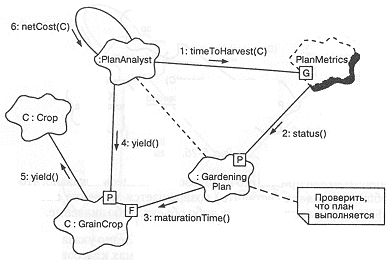 6: netCost(C)
:PlanAnalyst
1: timeToHarvest(C)
PlanMetrics
G
C : Crop
4: yield()
2: status()
5: yield()
P
: Gardening
Plan
P
F
C : GrainCrop
3: maturationTime()
Проверить,
что план
выполняется